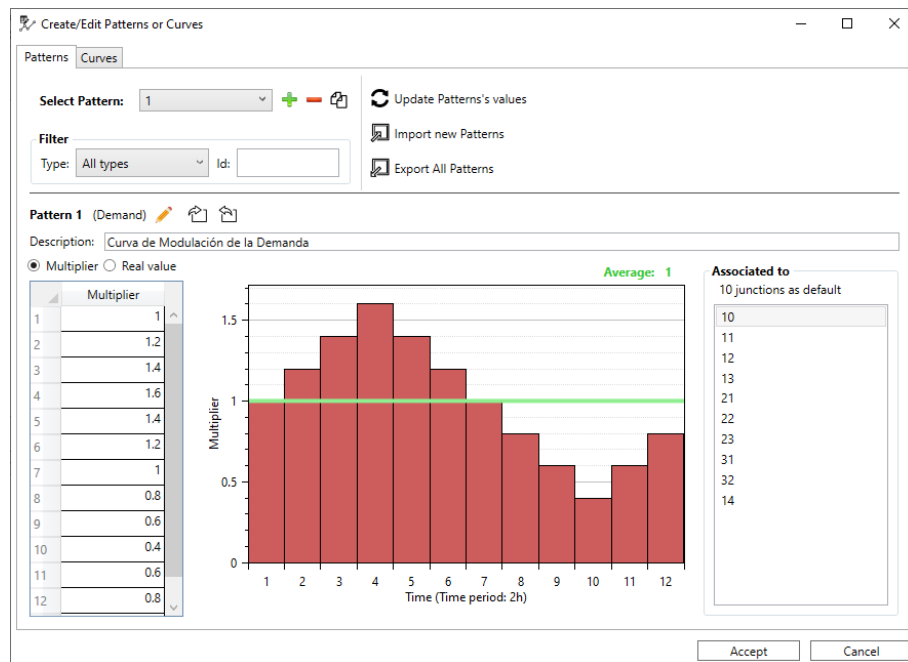 Create/Edit Patterns or Curves
Patterns Curves
Select Pattern: 1
Update Patterns's values
Import new Patterns
Export All Patterns
Filter
Type: All types Id:
Pattern 1 (Demand)
Description: Curva de Modulación de la Demanda
Multiplier Real value
Multiplier
1 1
2 1.2
3 1.4
4 1.6
5 1.4
6 1.2
7 1
8 0.8
9 0.6
10 0.4
11 0.6
12 0.8
Average: 1
Multiplier
1.5
1
0.5
0
1 2 3 4 5 6 7 8 9 10 11 12
Time (Time period: 2h)
Associated to
10 junctions as default
10
11
12
13
21
22
23
31
32
14
Accept Cancel